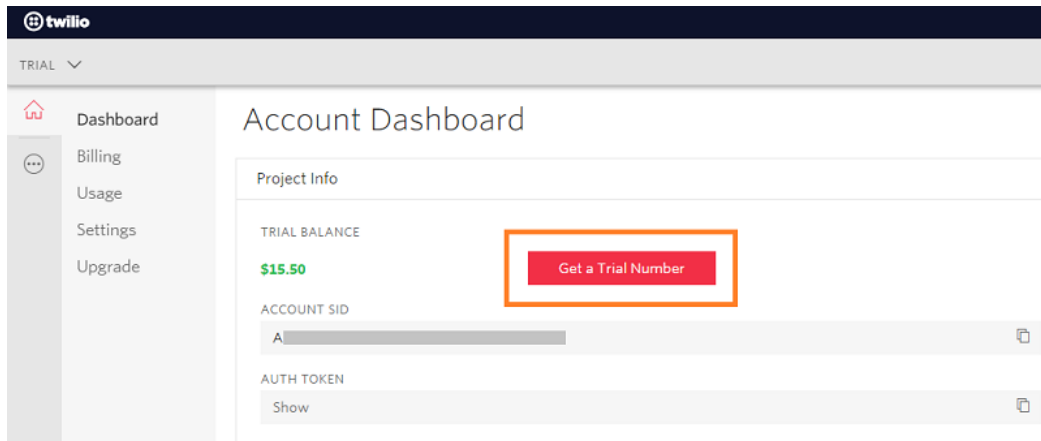 twilio
TRIAL
Dashboard
Billing
Usage
Settings
Upgrade
Account Dashboard
Project Info
TRIAL BALANCE
$15.50
Get a Trial Number
ACCOUNT SID
A
AUTH TOKEN
Show